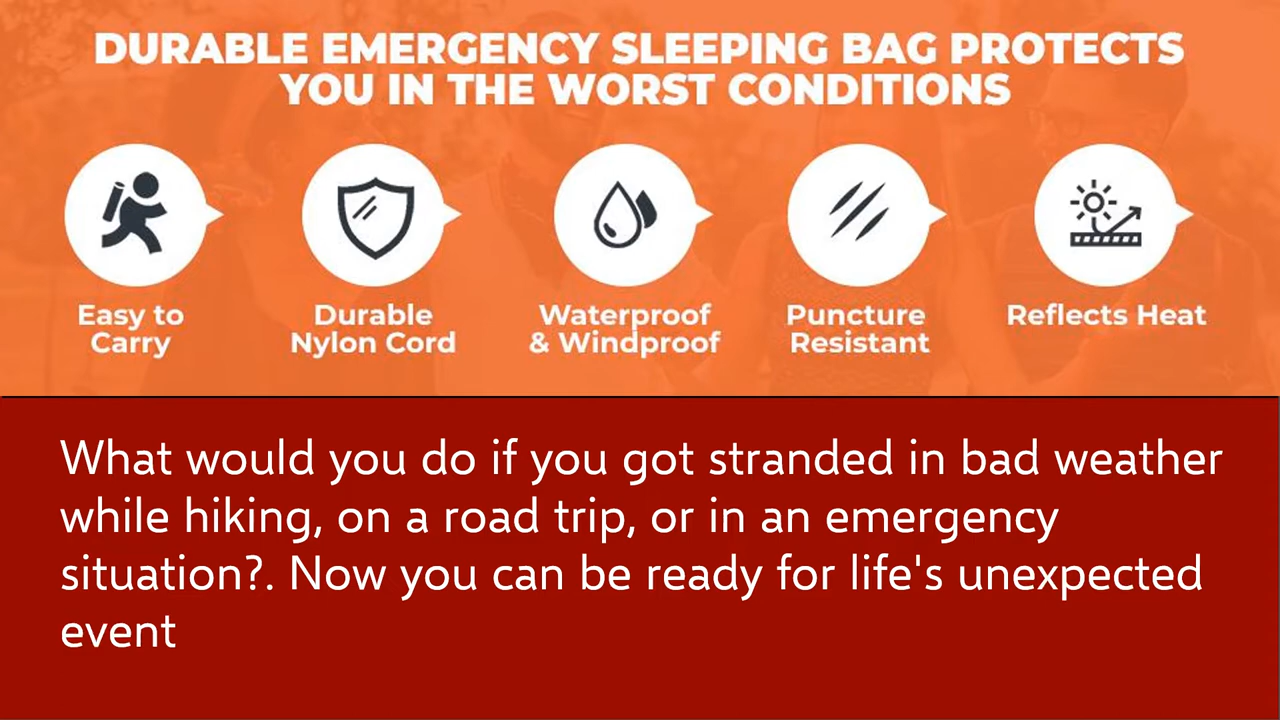 DURABLE EMERGENCY SLEEPING BAG PROTECTS
YOU IN THE WORST CONDITIONS
Easy to
Carry
Durable
Nylon Cord
Waterproof
& Windproof
Puncture
Resistant
Reflects Heat
What would you do if you got stranded in bad weather
while hiking, on a road trip, or in an emergency
situation?. Now you can be ready for life's unexpected
event